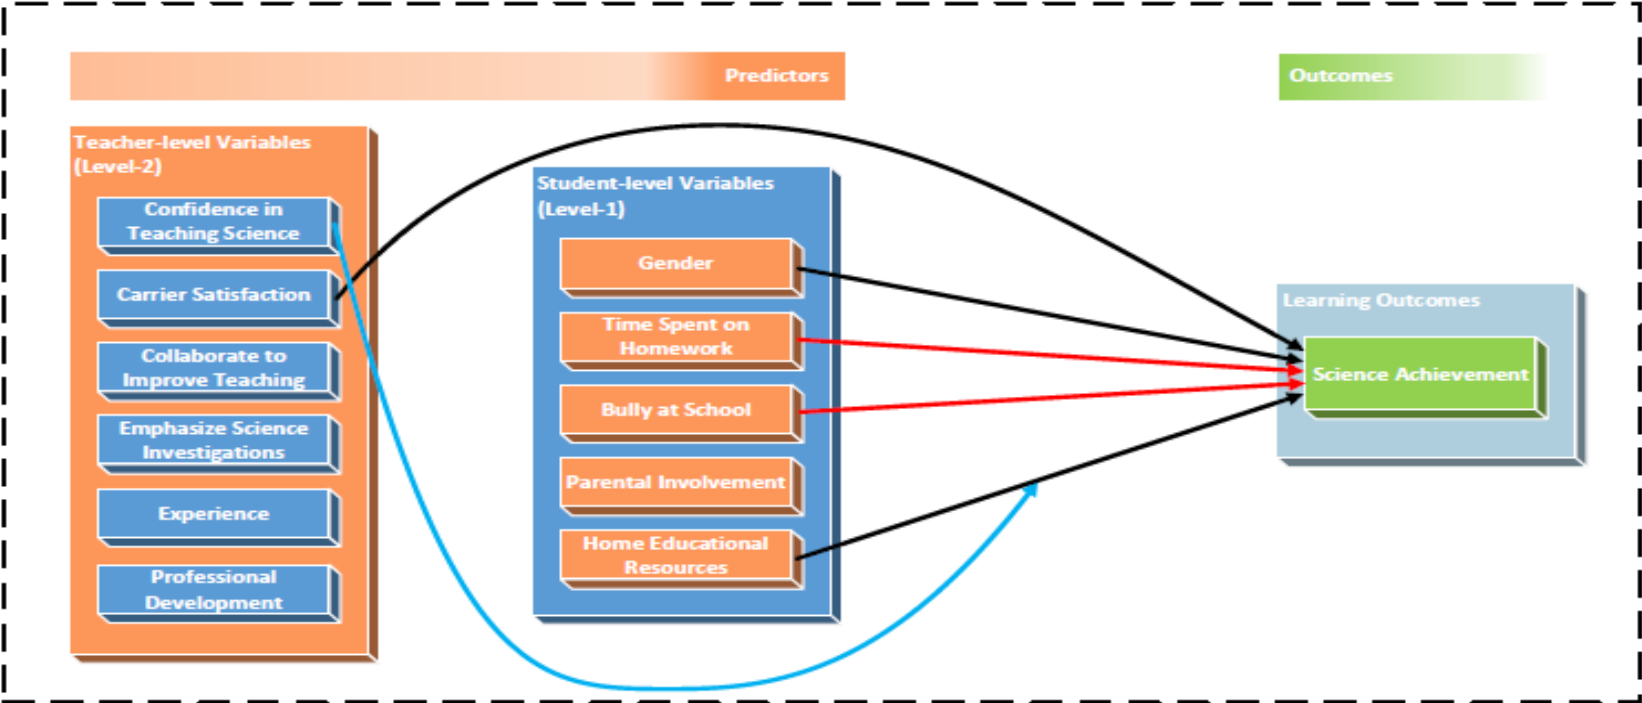 Predictors
Outcomes
Teacher-level Variables
(Level-2)
Confidence in
Teaching Science
Carrier Satisfaction
Collaborate to
Improve Teaching
Emphasize Science
Investigations
Experience
Professional
Development
Student-level Variables
(Level-1)
Gender
Time Spent on
Homework
Bully at School
Parental Involvement
Home Educational
Resources
Learning Outcomes
Science Achievement